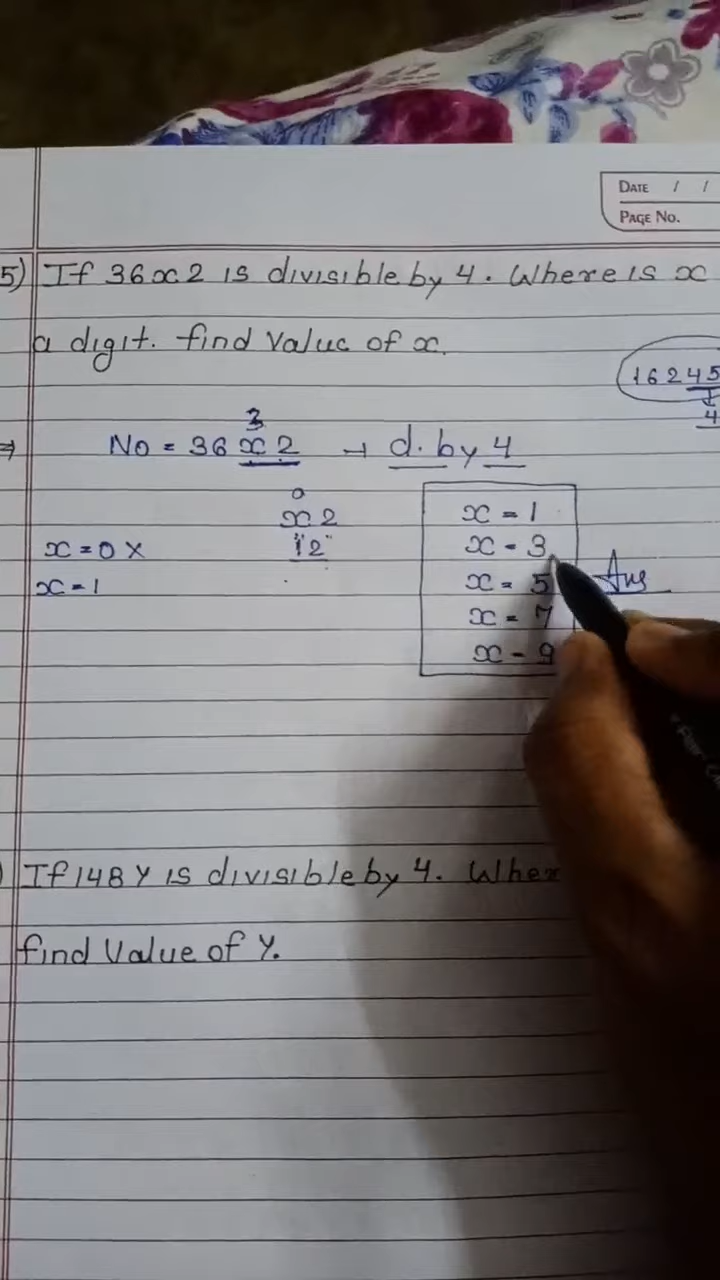 DATE / /
PAGE NO.
5) If 36x2 is divisible by 4. Where is x
a digit. find Value of x.
16245
4
3
⇒ No = 36 x2 → d. by 4
0
x2
12
x = 0 ×
x = 1
x = 1
x = 3
x = 5
x = 7
x = 9
Ans
) If 148Y is divisible by 4. Wher
find Value of Y.